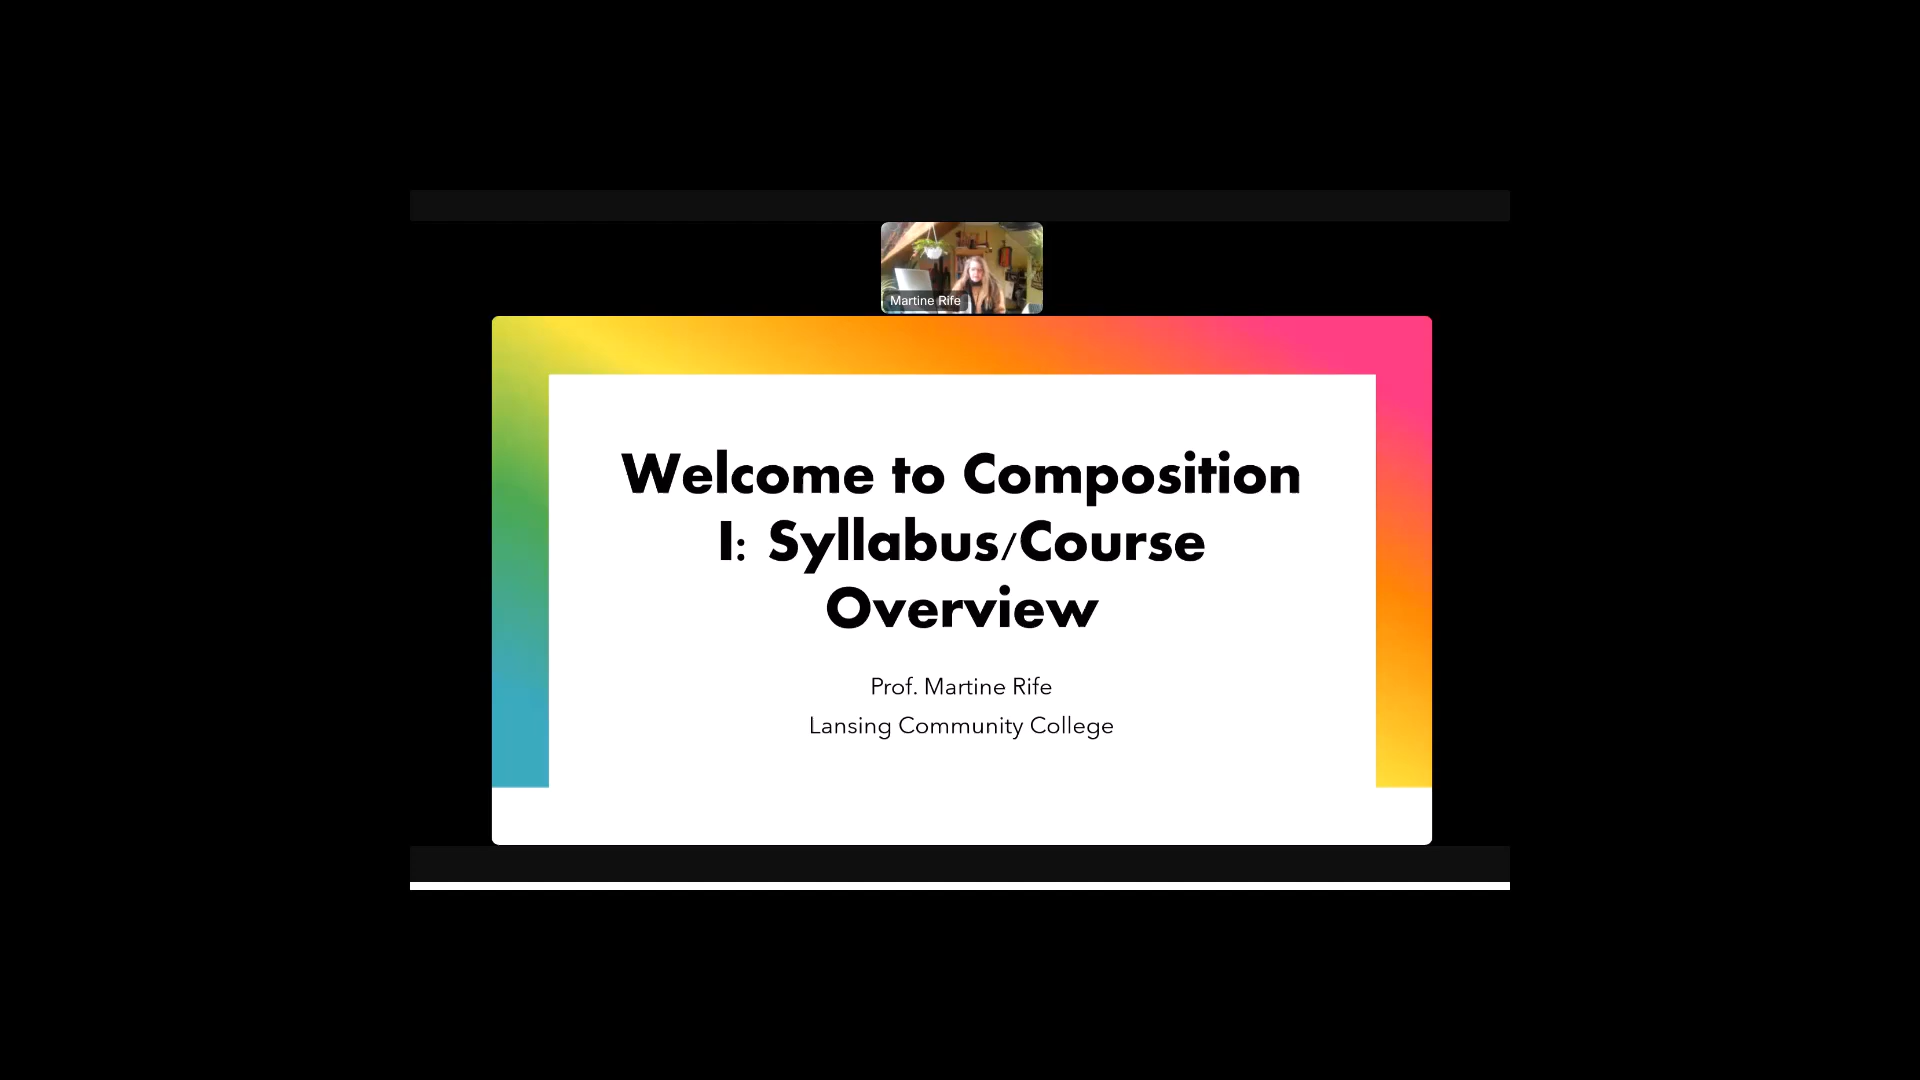 Martine Rife
Welcome to Composition
I: Syllabus/Course
Overview
Prof. Martine Rife
Lansing Community College